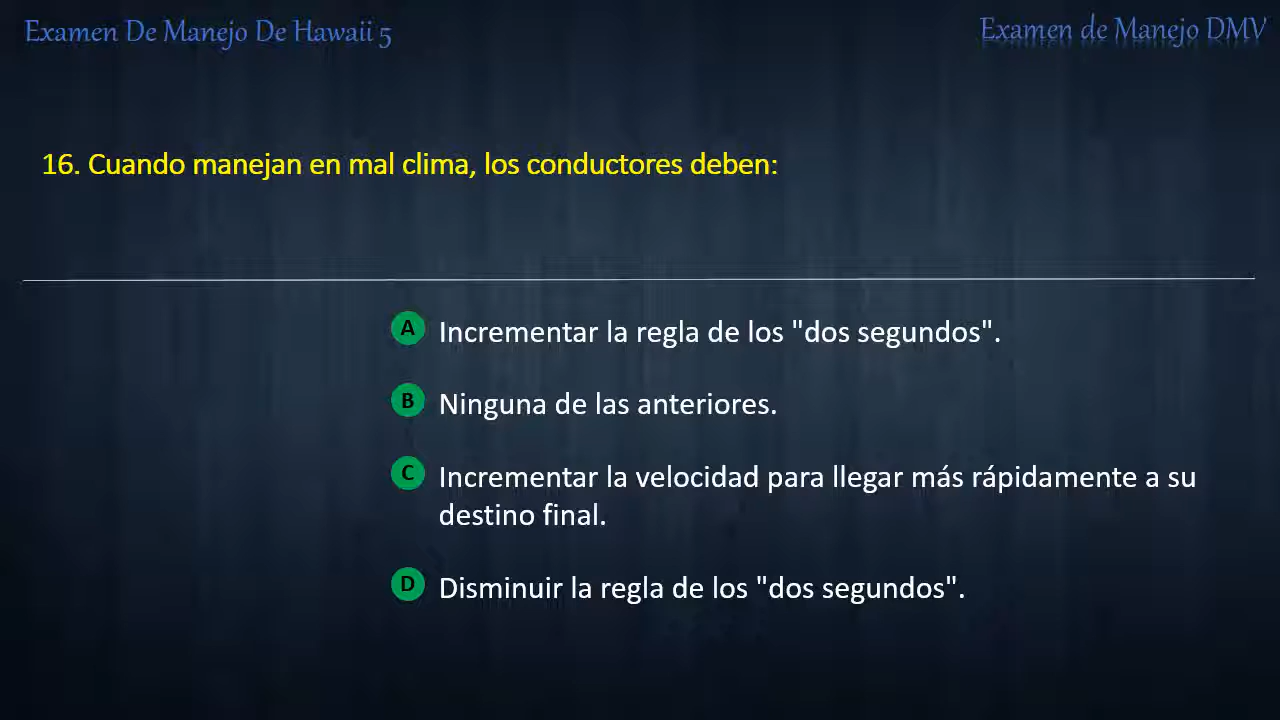 Examen De Manejo De Hawaii 5
Examen de Manejo DMV
16. Cuando manejan en mal clima, los conductores deben:
A Incrementar la regla de los "dos segundos".
B Ninguna de las anteriores.
C Incrementar la velocidad para llegar más rápidamente a su
destino final.
D Disminuir la regla de los "dos segundos".